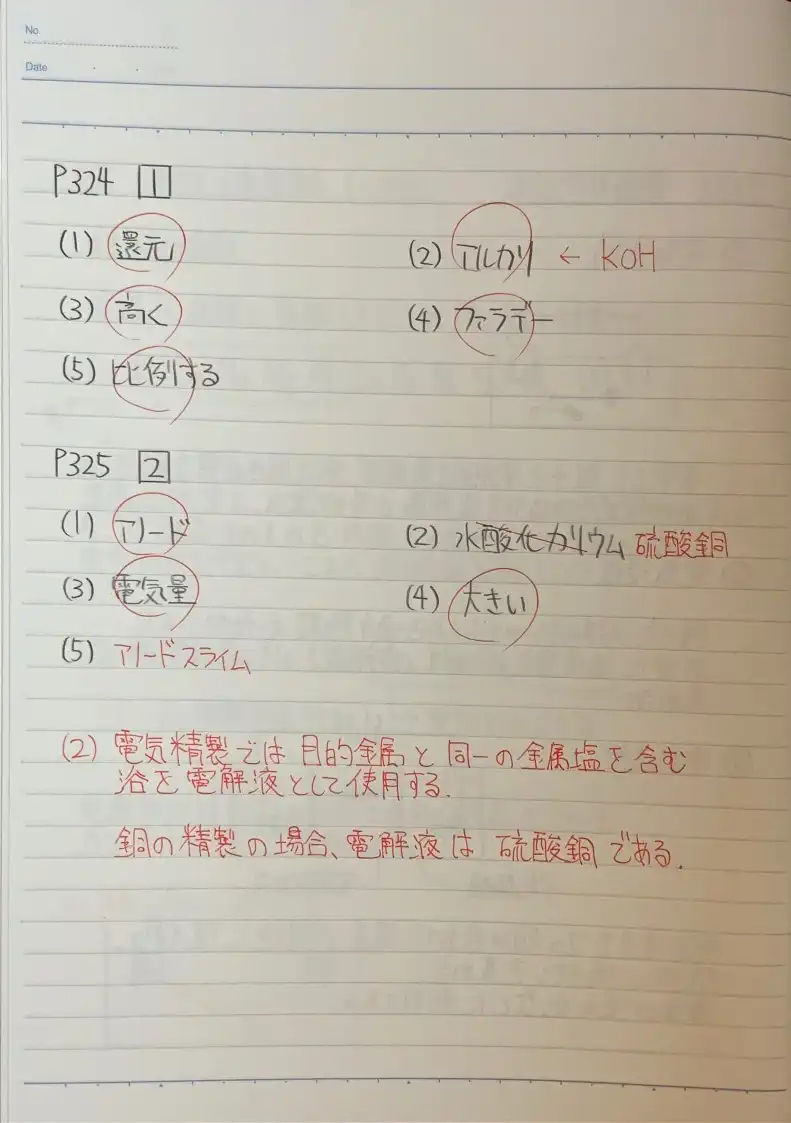 No.
Date
P324 1
(1) 還元 (2) アルカリ ← KOH
(3) 高く (4) ファラデー
(5) 比例する
P325 2
(1) アノード (2) 水酸化カリウム 硫酸銅
(3) 電気量 (4) 大きい
(5) アノードスライム
(2) 電気精製では 目的金属と同一の金属塩を含む
浴を電解液として使用する.
銅の精製の場合、電解液は 硫酸銅である.